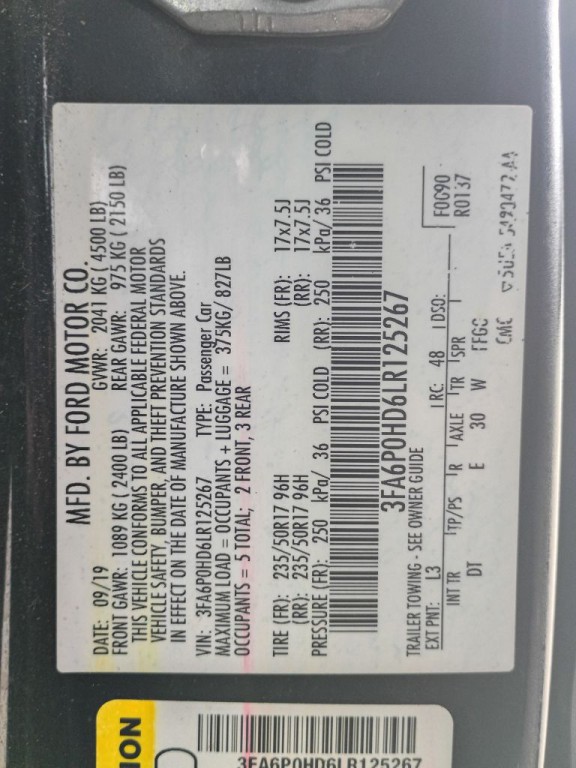 MFD. BY FORD MOTOR CO.
DATE: 09/19 GVWR: 2041 KG ( 4500 LB)
FRONT GAWR: 1089 KG ( 2400 LB) REAR GAWR: 975 KG ( 2150 LB)
THIS VEHICLE CONFORMS TO ALL APPLICABLE FEDERAL MOTOR
VEHICLE SAFETY, BUMPER, AND THEFT PREVENTION STANDARDS
IN EFFECT ON THE DATE OF MANUFACTURE SHOWN ABOVE.
VIN: 3FA6P0HD6LR125267 TYPE: Passenger Car
MAXIMUM LOAD = OCCUPANTS + LUGGAGE = 375KG/ 827LB
OCCUPANTS = 5 TOTAL; 2 FRONT, 3 REAR
TIRE (FR): 235/50R17 96H RIMS (FR): 17x7.5J
(RR): 235/50R17 96H (RR): 17x7.5J
PRESSURE (FR): 250 kPa/ 36 PSI COLD (RR): 250 kPa/ 36 PSI COLD
3FA6P0HD6LR125267
TRAILER TOWING - SEE OWNER GUIDE
F0G90
R0137
EXT PNT: L3 RC: 48 DSO:
INT TR TP/PS R AXLE TR SPR
DT E 30 W FFGC
CMC
ION
3FA6P0HD6LR125267